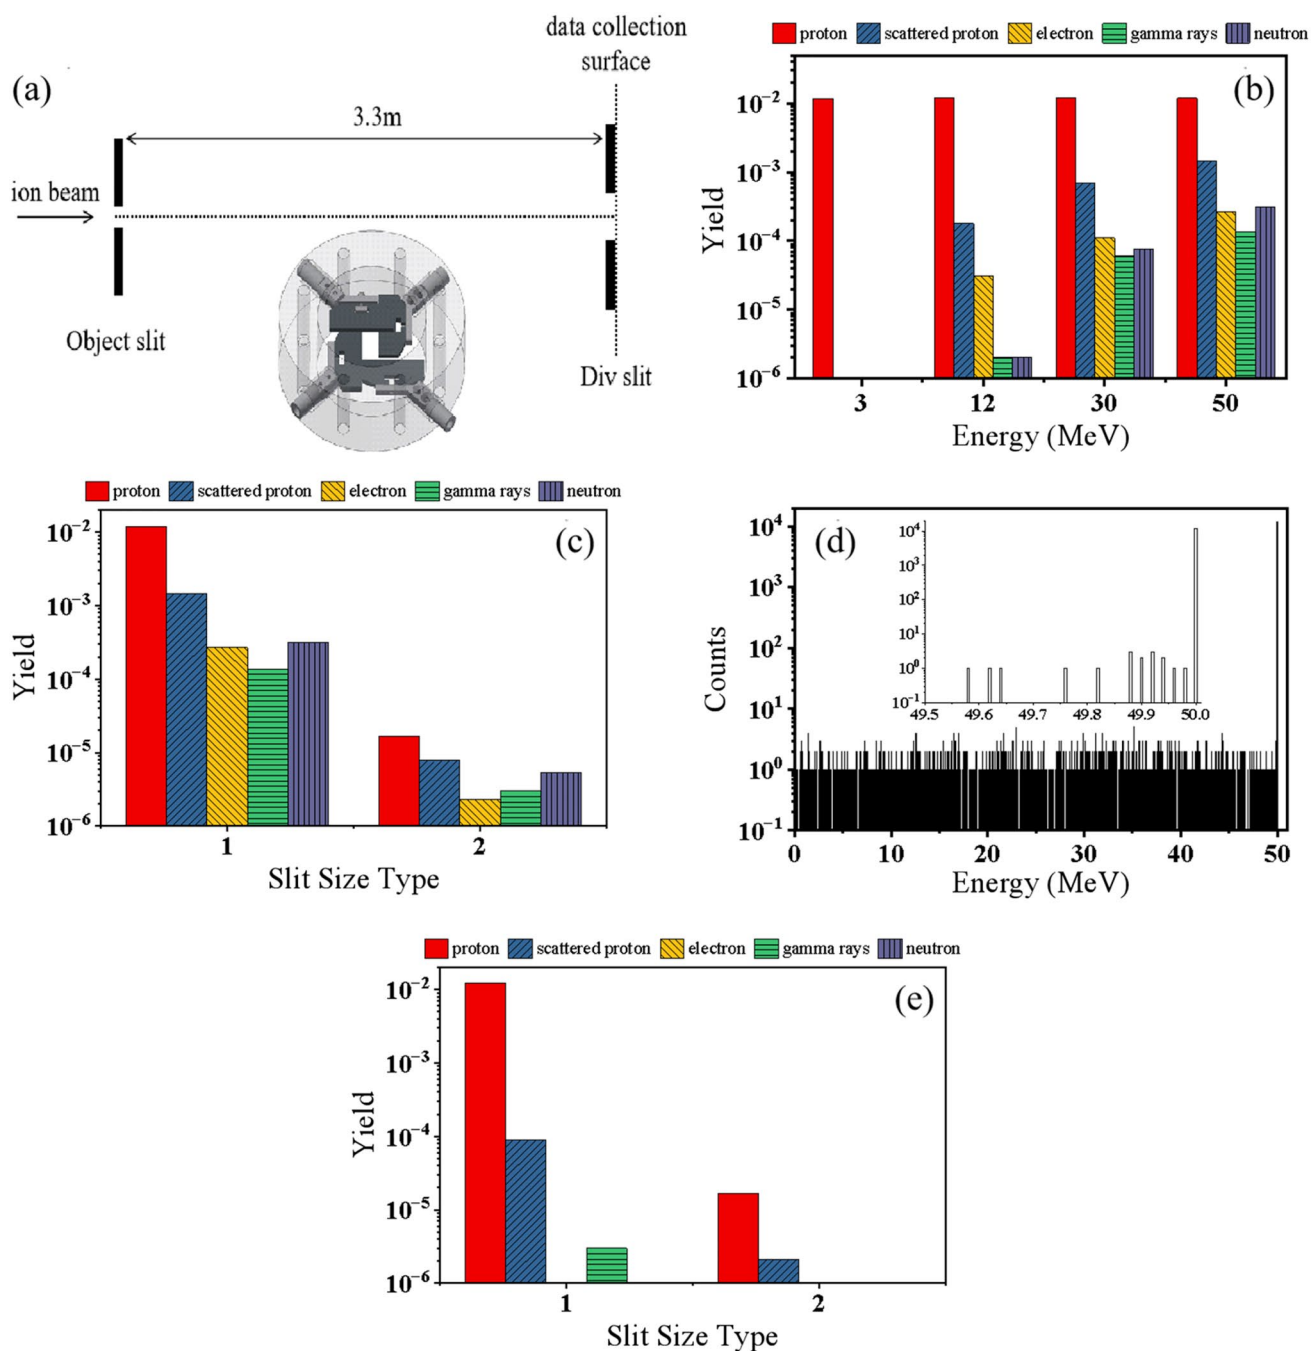 (a)
data collection
surface
3.3m
ion beam
Object slit
Div slit
proton scattered proton electron gamma rays neutron
(b)
Yield
10⁻²
10⁻³
10⁻⁴
10⁻⁵
10⁻⁶
3 12 30 50
Energy (MeV)
proton scattered proton electron gamma rays neutron
(c)
Yield
10⁻²
10⁻³
10⁻⁴
10⁻⁵
10⁻⁶
1 2
Slit Size Type
(d)
Counts
10⁴
10³
10²
10¹
10⁰
10⁻¹
0 10 20 30 40 50
Energy (MeV)
10⁴
10³
10²
10¹
10⁰
10⁻¹
49.5 49.6 49.7 49.8 49.9 50.0
proton scattered proton electron gamma rays neutron
(e)
Yield
10⁻²
10⁻³
10⁻⁴
10⁻⁵
10⁻⁶
1 2
Slit Size Type